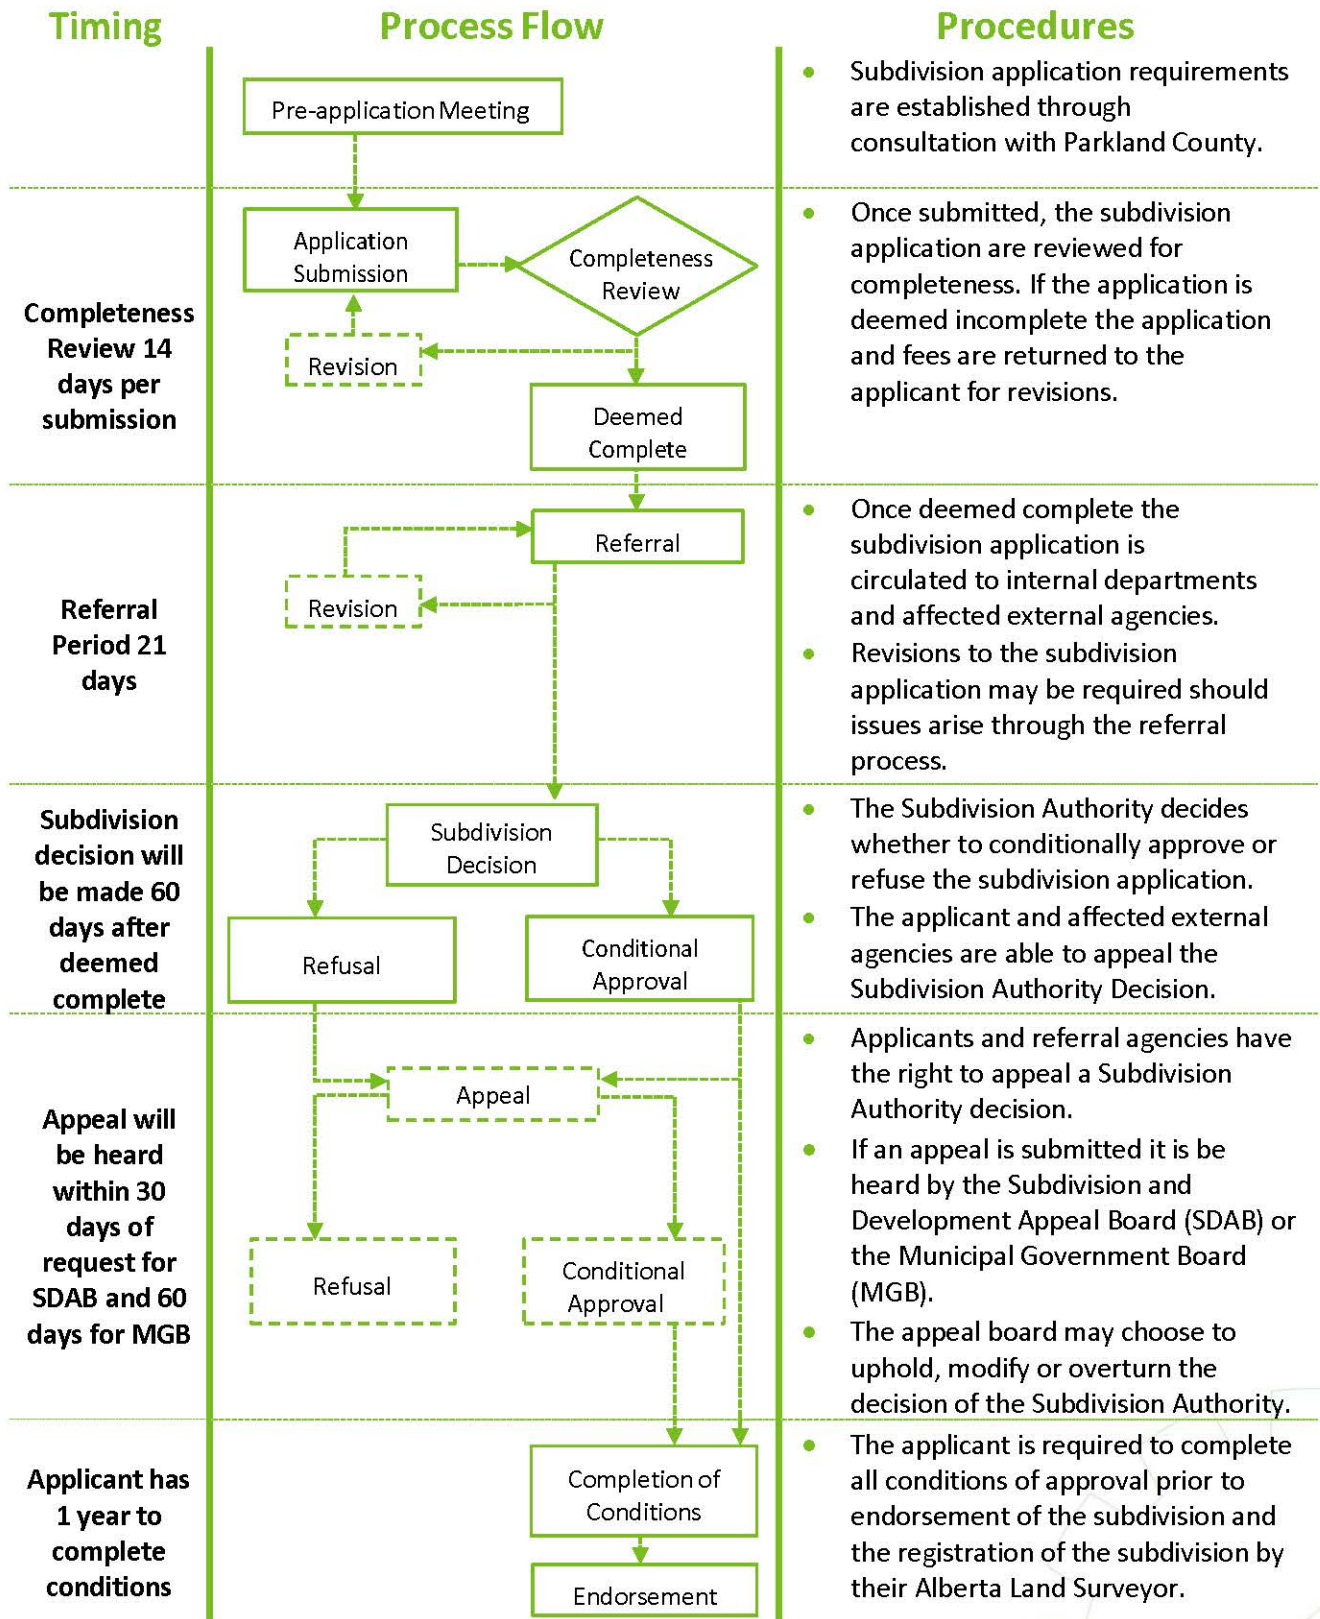 Timing
Process Flow
Procedures
Pre-application Meeting
• Subdivision application requirements
are established through
consultation with Parkland County.
Completeness
Review 14
days per
submission
Application
Submission
Completeness
Review
Revision
Deemed
Complete
• Once submitted, the subdivision
application are reviewed for
completeness. If the application is
deemed incomplete the application
and fees are returned to the
applicant for revisions.
Referral
Period 21
days
Referral
Revision
• Once deemed complete the
subdivision application is
circulated to internal departments
and affected external agencies.
• Revisions to the subdivision
application may be required should
issues arise through the referral
process.
Subdivision
decision will
be made 60
days after
deemed
complete
Subdivision
Decision
Refusal
Conditional
Approval
• The Subdivision Authority decides
whether to conditionally approve or
refuse the subdivision application.
• The applicant and affected external
agencies are able to appeal the
Subdivision Authority Decision.
Appeal will
be heard
within 30
days of
request for
SDAB and 60
days for MGB
Appeal
Refusal
Conditional
Approval
• Applicants and referral agencies have
the right to appeal a Subdivision
Authority decision.
• If an appeal is submitted it is be
heard by the Subdivision and
Development Appeal Board (SDAB) or
the Municipal Government Board
(MGB).
• The appeal board may choose to
uphold, modify or overturn the
decision of the Subdivision Authority.
Applicant has
1 year to
complete
conditions
Completion of
Conditions
Endorsement
• The applicant is required to complete
all conditions of approval prior to
endorsement of the subdivision and
the registration of the subdivision by
their Alberta Land Surveyor.